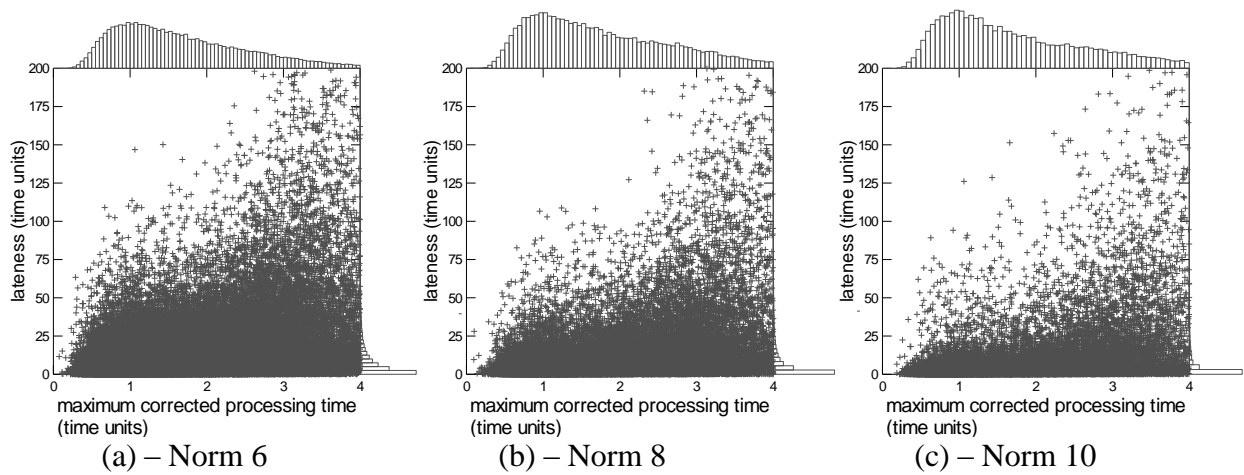 200
175
150
125
100
75
50
25
0
lateness (time units)
0 1 2 3 4
maximum corrected processing time
(time units)
(a) – Norm 6
200
175
150
125
100
75
50
25
0
lateness (time units)
0 1 2 3 4
maximum corrected processing time
(time units)
(b) – Norm 8
200
175
150
125
100
75
50
25
0
lateness (time units)
0 1 2 3 4
maximum corrected processing time
(time units)
(c) – Norm 10